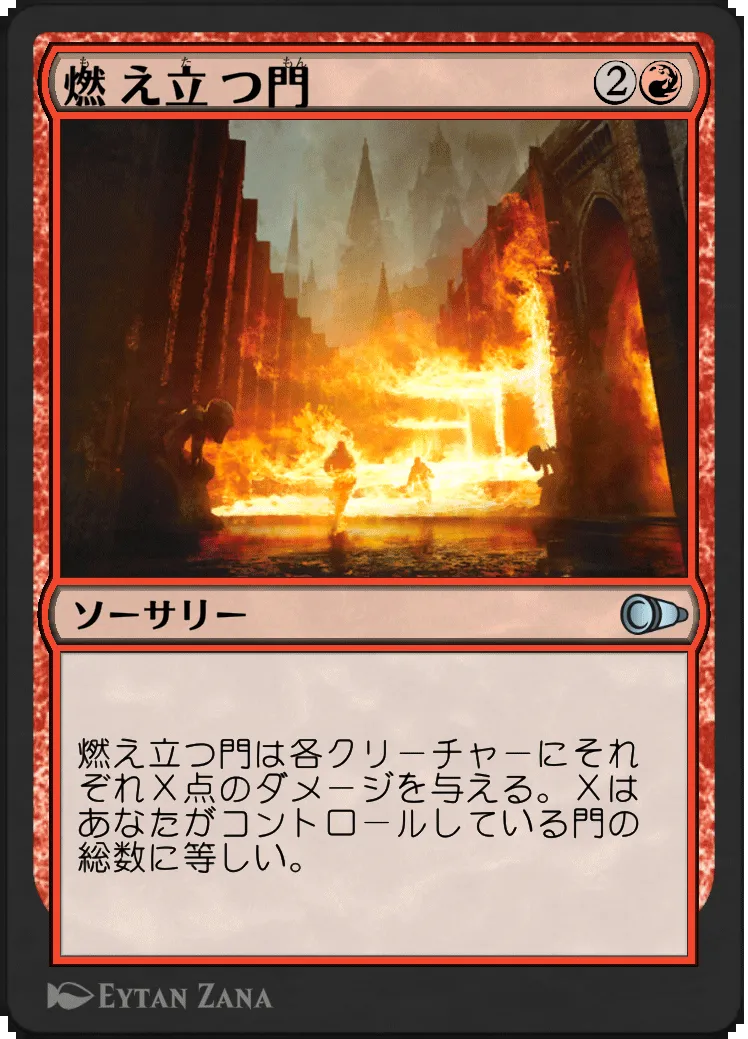 燃え立つ門 2
ソーサリー
燃え立つ門は各クリーチャーにそれ
ぞれX点のダメージを与える。Xは
あなたがコントロールしている門の
総数に等しい。
EYTAN ZANA